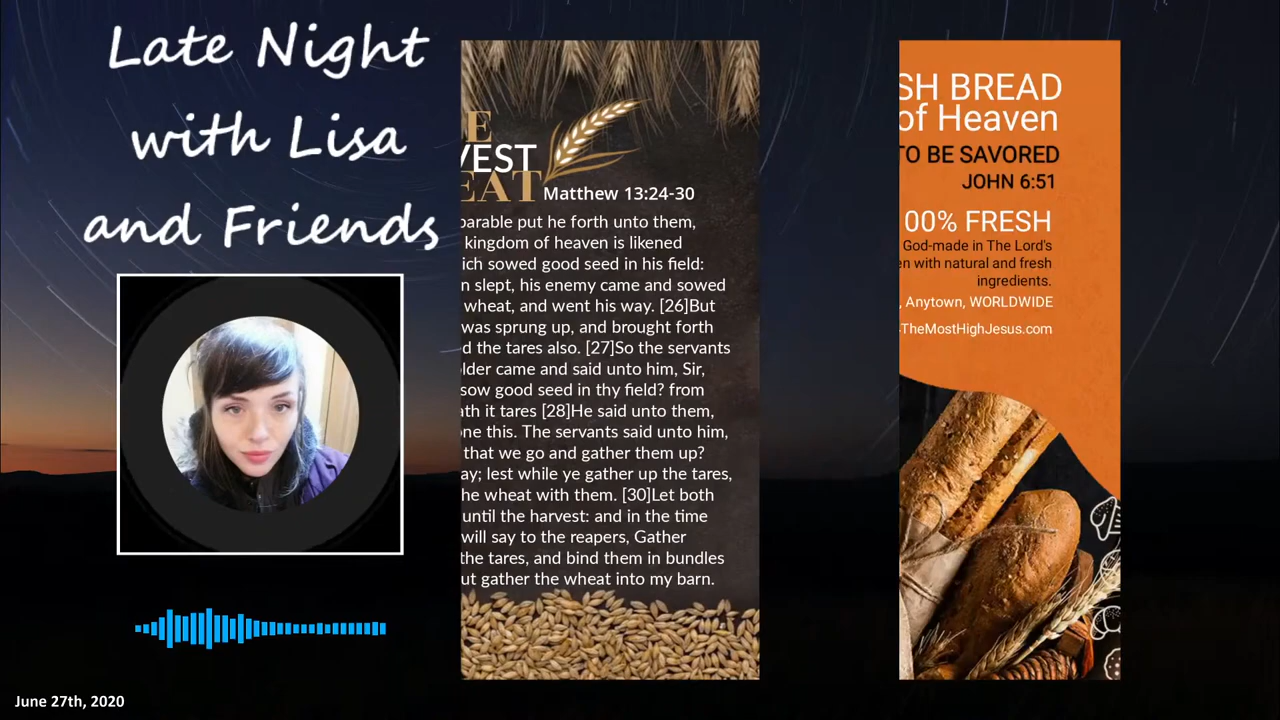 Late Night
with Lisa
and Friends
June 27th, 2020
E
VEST
EAT
Matthew 13:24-30
parable put he forth unto them,
kingdom of heaven is likened
ich sowed good seed in his field:
n slept, his enemy came and sowed
wheat, and went his way. [26]But
was sprung up, and brought forth
d the tares also. [27]So the servants
older came and said unto him, Sir,
sow good seed in thy field? from
ath it tares [28]He said unto them,
one this. The servants said unto him,
that we go and gather them up?
ay; lest while ye gather up the tares,
he wheat with them. [30]Let both
until the harvest: and in the time
will say to the reapers, Gather
the tares, and bind them in bundles
ut gather the wheat into my barn.
SH BREAD
of Heaven
TO BE SAVORED
JOHN 6:51
00% FRESH
God-made in The Lord's
en with natural and fresh
ingredients.
, Anytown, WORLDWIDE
TheMostHighJesus.com